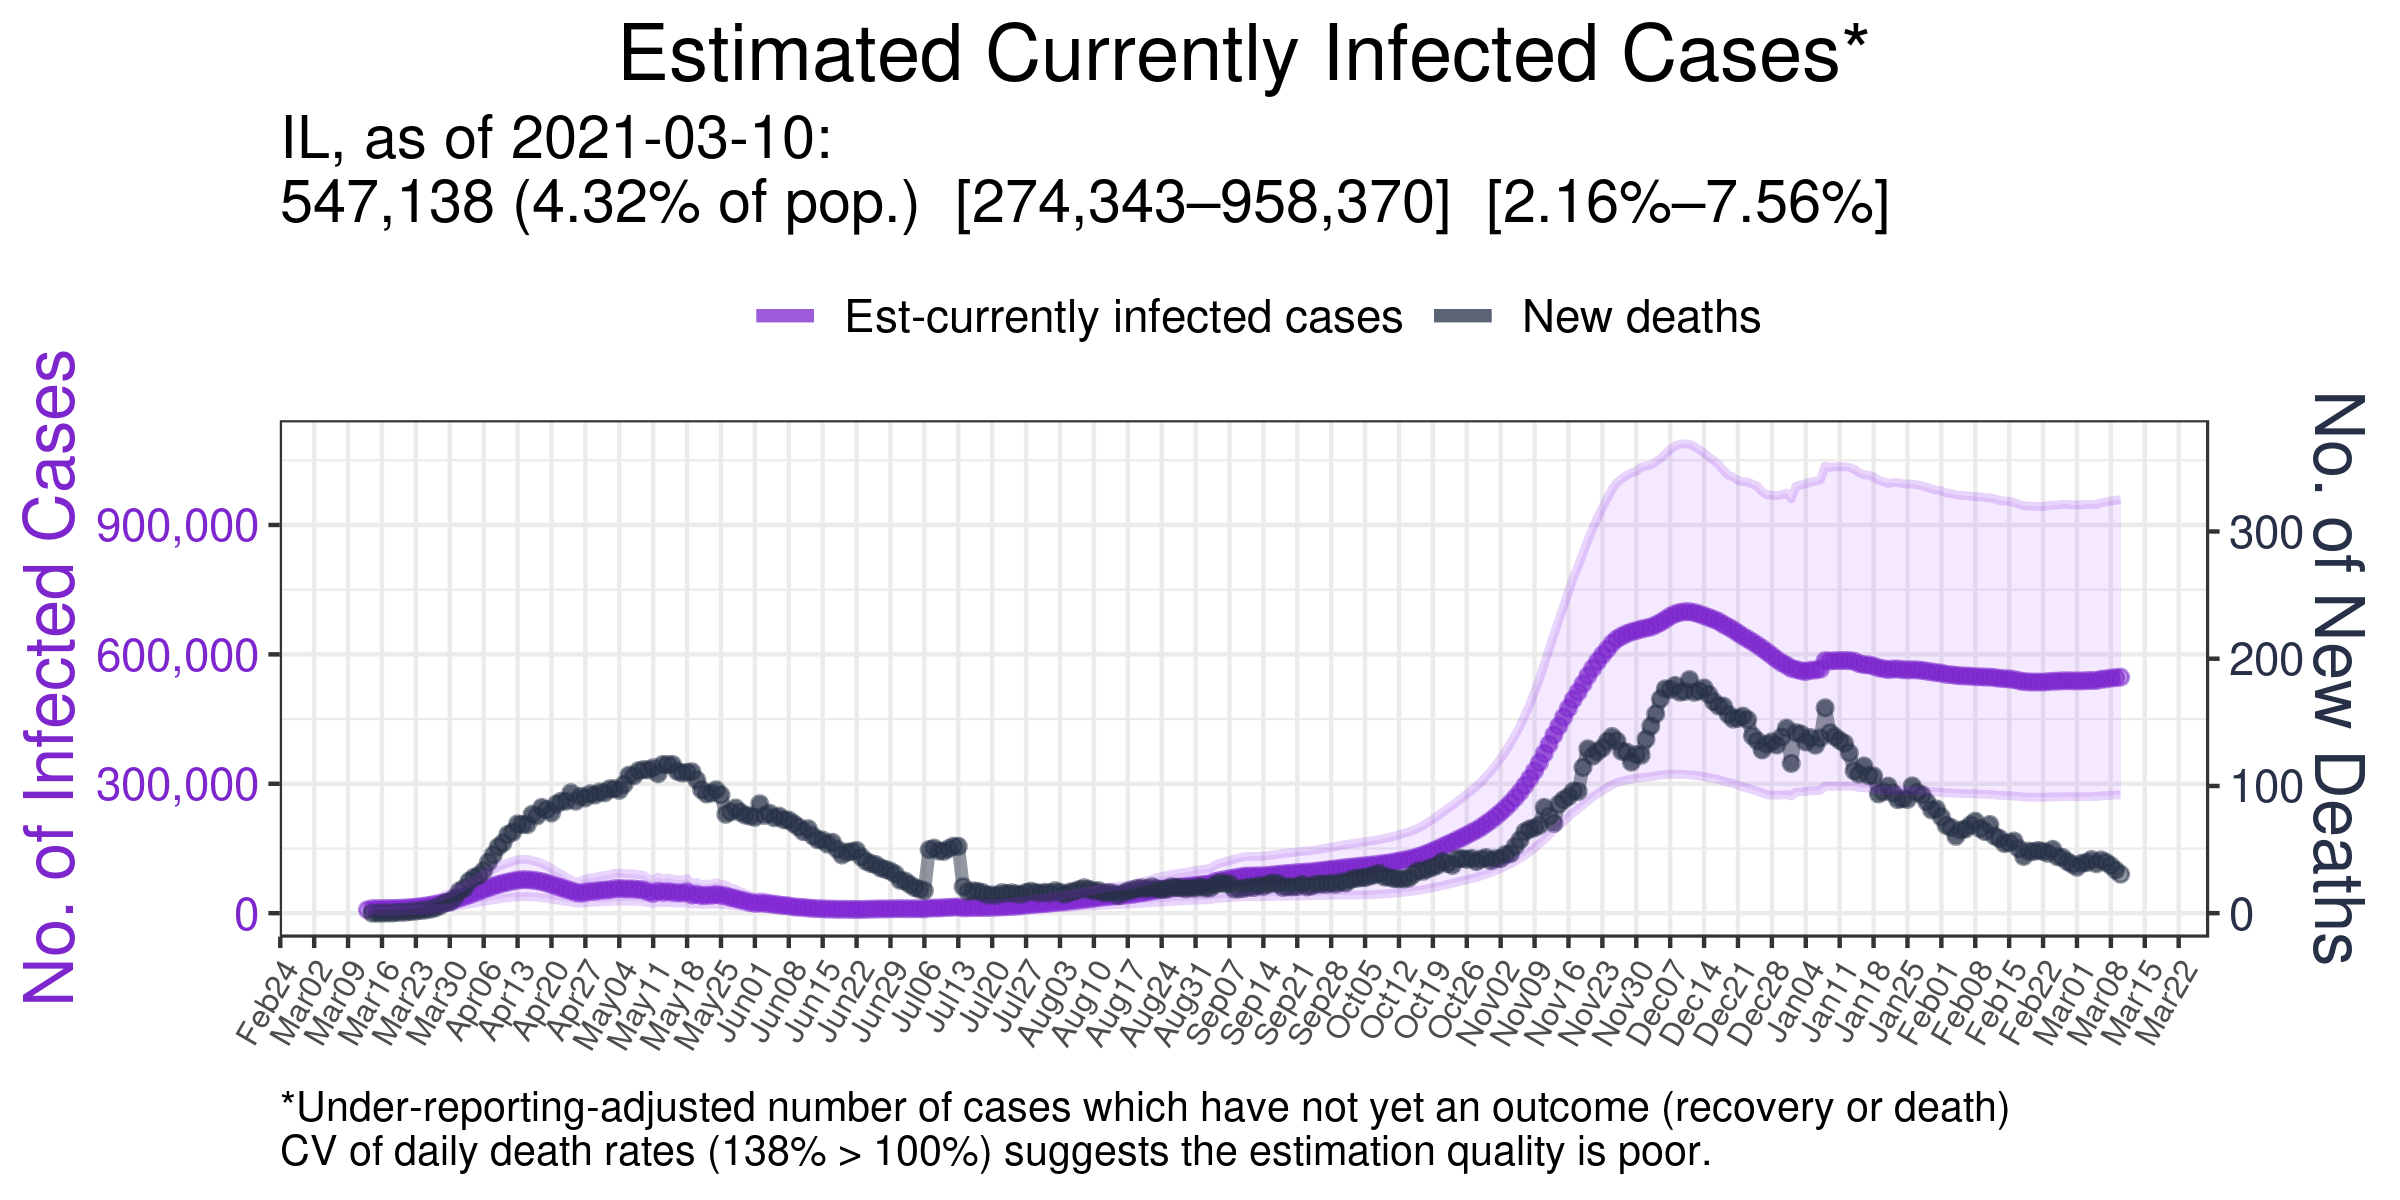 Estimated Currently Infected Cases*
IL, as of 2021-03-10:
547,138 (4.32% of pop.)  [274,343–958,370]  [2.16%–7.56%]
Est-currently infected cases
New deaths
No. of Infected Cases
900,000
600,000
300,000
0
No. of New Deaths
300
200
100
0
Feb24
Mar02
Mar09
Mar16
Mar23
Mar30
Apr06
Apr13
Apr20
Apr27
May04
May11
May18
May25
Jun01
Jun08
Jun15
Jun22
Jun29
Jul06
Jul13
Jul20
Jul27
Aug03
Aug10
Aug17
Aug24
Aug31
Sep07
Sep14
Sep21
Sep28
Oct05
Oct12
Oct19
Oct26
Nov02
Nov09
Nov16
Nov23
Nov30
Dec07
Dec14
Dec21
Dec28
Jan04
Jan11
Jan18
Jan25
Feb01
Feb08
Feb15
Feb22
Mar01
Mar08
Mar15
Mar22
*Under-reporting-adjusted number of cases which have not yet an outcome (recovery or death)
CV of daily death rates (138% > 100%) suggests the estimation quality is poor.